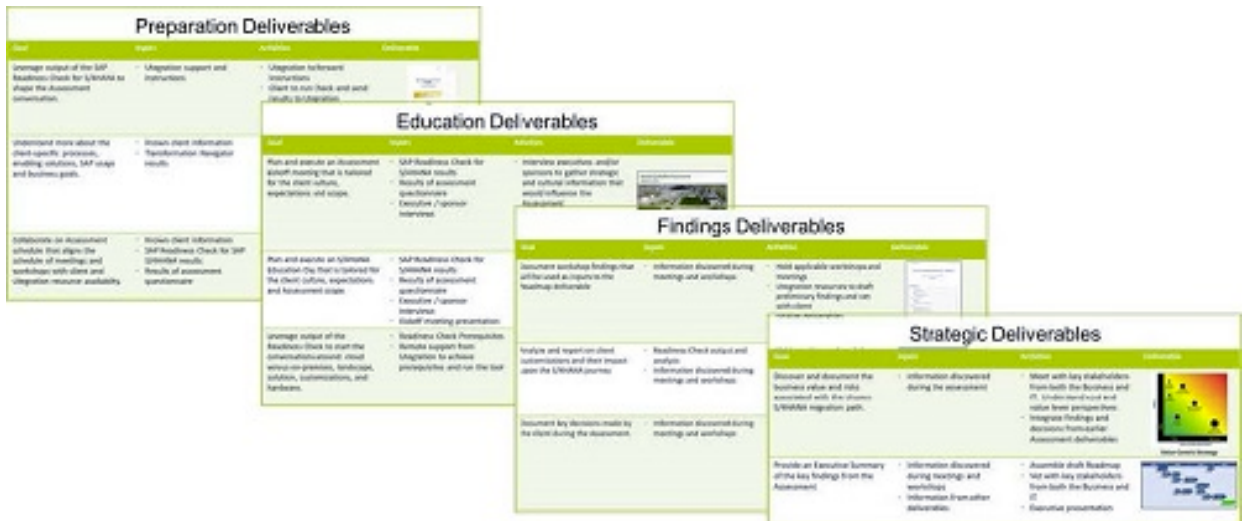 Preparation Deliverables
Goal
Inputs
Activities
Deliverable
Leverage output of the SAP
Readiness Check for S/4HANA to
shape the Assessment
conversation.
Utegration support and
instructions
Utegration to forward
instructions
Client to run Check and send
results to Utegration
Understand more about the
client-specific processes,
enabling solutions, SAP usage
and business goals.
Known client information
Transformation Navigator
results
Collaborate on Assessment
schedule that aligns the
schedule of meetings and
workshops with client and
Utegration resource availability.
Known client information
SAP Readiness Check for SAP
S/4HANA results
Results of assessment
questionnaire
Education Deliverables
Goal
Inputs
Activities
Deliverable
Plan and execute an Assessment
kickoff meeting that is tailored
for the client culture,
expectations and scope.
SAP Readiness Check for
S/4HANA results
Results of assessment
questionnaire
Executive / sponsor
interviews
Interview executives and/or
sponsors to gather strategic
and cultural information that
would influence the
Assessment
Plan and execute an S/4HANA
Education Day that is tailored for
the client culture, expectations
and Assessment scope.
SAP Readiness Check for
S/4HANA results
Results of assessment
questionnaire
Executive / sponsor
interviews
Kickoff meeting presentation
Leverage output of the
Readiness Check to start the
conversation around: cloud
versus on-premises, landscape,
solution, customizations, and
hardware.
Readiness Check Prerequisites
Remote support from
Utegration to achieve
prerequisites and run the tool
Findings Deliverables
Goal
Inputs
Activities
Deliverable
Document workshop findings that
will be used as inputs to the
Roadmap deliverable
Information discovered during
meetings and workshops
Hold applicable workshops and
meetings
Utegration resources to draft
preliminary findings and vet
with client
Analyze and report on client
customizations and their impact
upon the S/4HANA journey
Readiness Check output and
analysis
Information discovered during
meetings and workshops
Document key decisions made by
the client during the Assessment.
Information discovered during
meetings and workshops
Strategic Deliverables
Goal
Inputs
Activities
Deliverable
Discover and document the
business value and risks
associated with the chosen
S/4HANA migration path.
Information discovered
during the assessment
Meet with key stakeholders
from both the Business and
IT. Understand cost and
value lever perspectives
Integrate findings and
decisions from earlier
Assessment deliverables
Value Centric Strategy
Provide an Executive Summary
of the key findings from the
Assessment
Information discovered
during meetings and
workshops
Information from other
deliverables
Assemble draft Roadmap
Vet with key stakeholders
from both the Business and
IT
Executive presentation